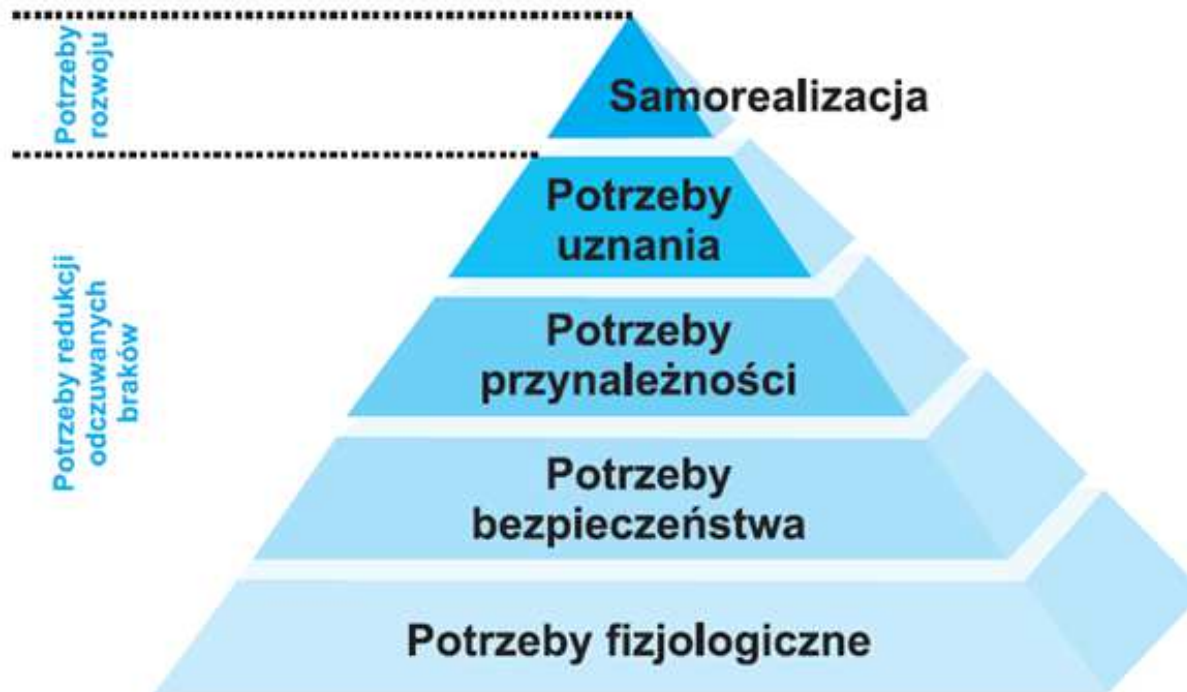 Potrzeby
rozwoju
Samorealizacja
Potrzeby
uznania
Potrzeby redukcji
odczuwanych
braków
Potrzeby
przynależności
Potrzeby
bezpieczeństwa
Potrzeby fizjologiczne